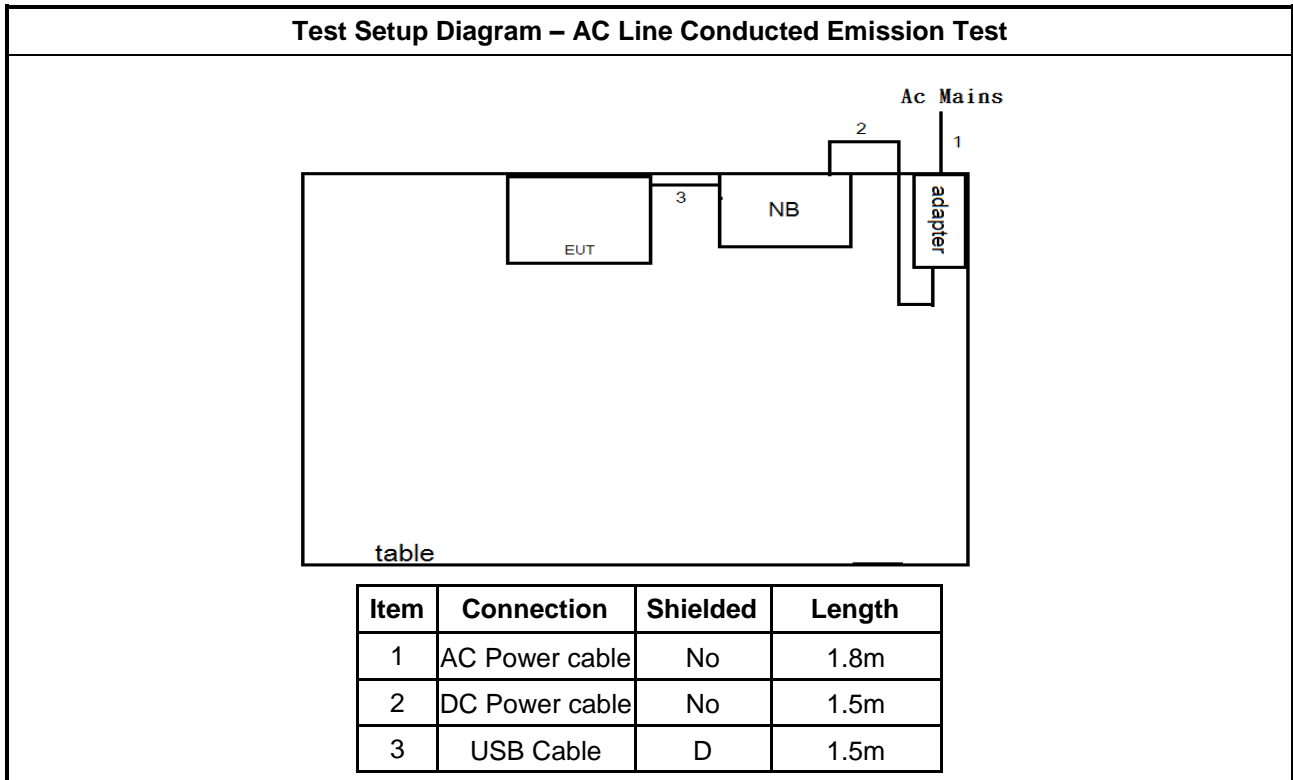 Test Setup Diagram – AC Line Conducted Emission Test
Ac Mains
2
1
3
NB
adapter
EUT
table
Item Connection Shielded Length
1 AC Power cable No 1.8m
2 DC Power cable No 1.5m
3 USB Cable D 1.5m